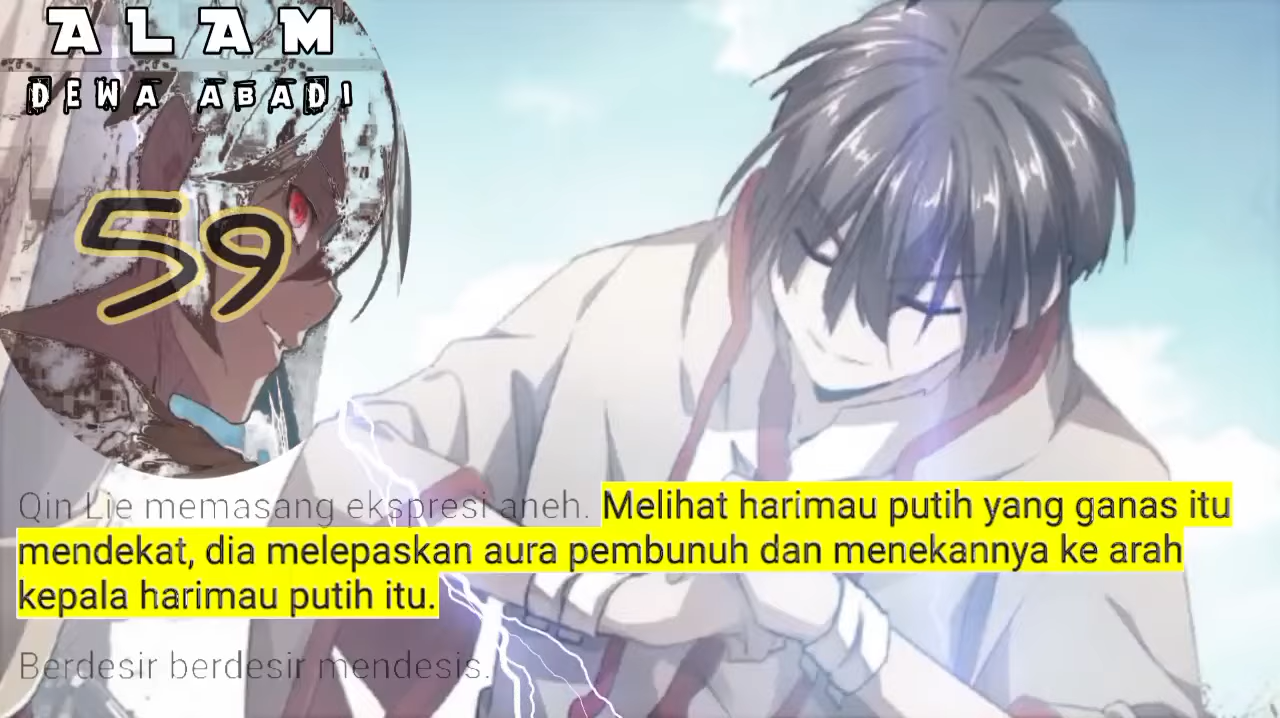 ALAM
DEWA ABADI
59
Qin Lie memasang ekspresi aneh. Melihat harimau putih yang ganas itu
mendekat, dia melepaskan aura pembunuh dan menekannya ke arah
kepala harimau putih itu.
Berdesir berdesir mendesis.